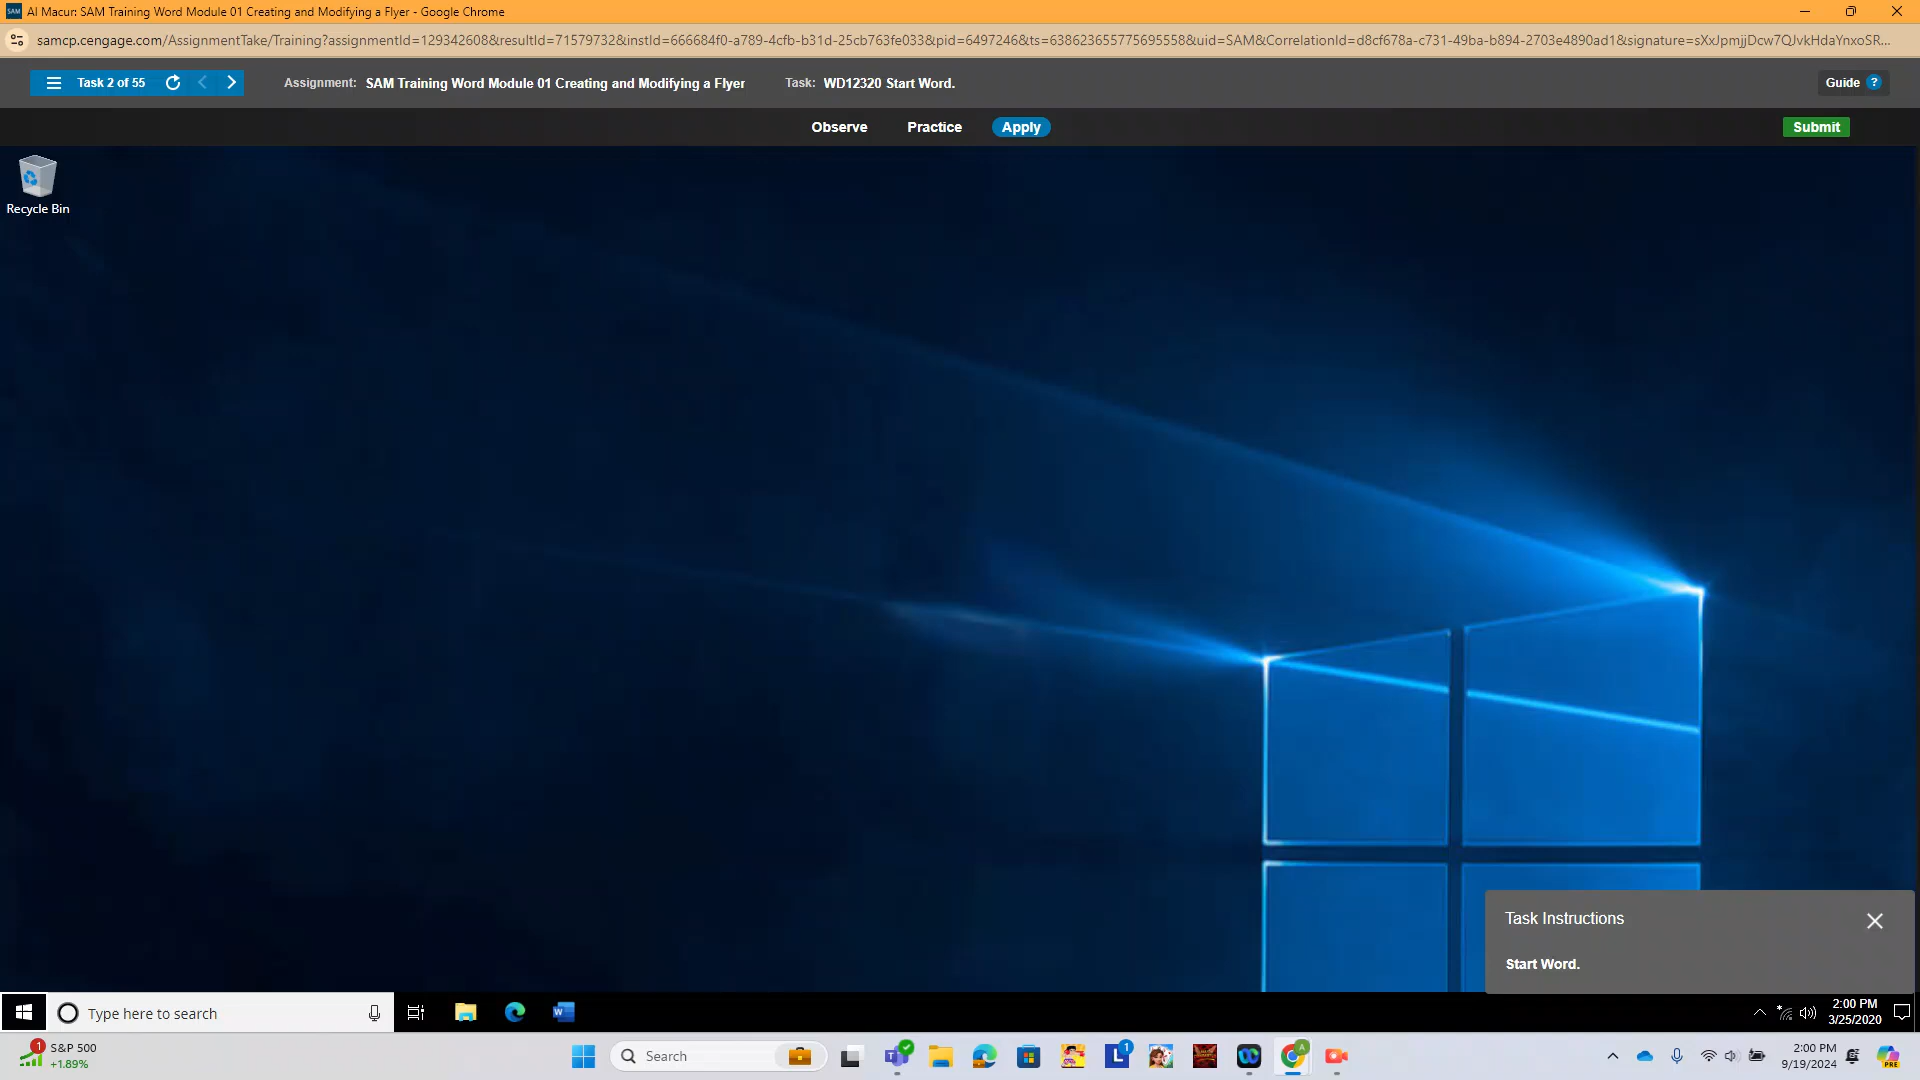 AI Macur: SAM Training Word Module 01 Creating and Modifying a Flyer - Google Chrome
samcp.cengage.com/AssignmentTake/Training?assignmentId=129342608&resultId=71579732&instId=666684f0-a789-4cfb-b31d-25cb763fe033&pid=6497246&ts=638623655775695558&uid=SAM&CorrelationId=d8cf678a-c731-49ba-b894-2703e4890ad1&signature=sXxJpmjjDcw7QJvkHdaYnxoSR...
Task 2 of 55 Assignment: SAM Training Word Module 01 Creating and Modifying a Flyer Task: WD12320 Start Word. Guide ?
Observe Practice Apply Submit
Recycle Bin
Task Instructions
Start Word.
Type here to search
2:00 PM
3/25/2020
1 S&P 500
+1.89%
Search
2:00 PM
9/19/2024